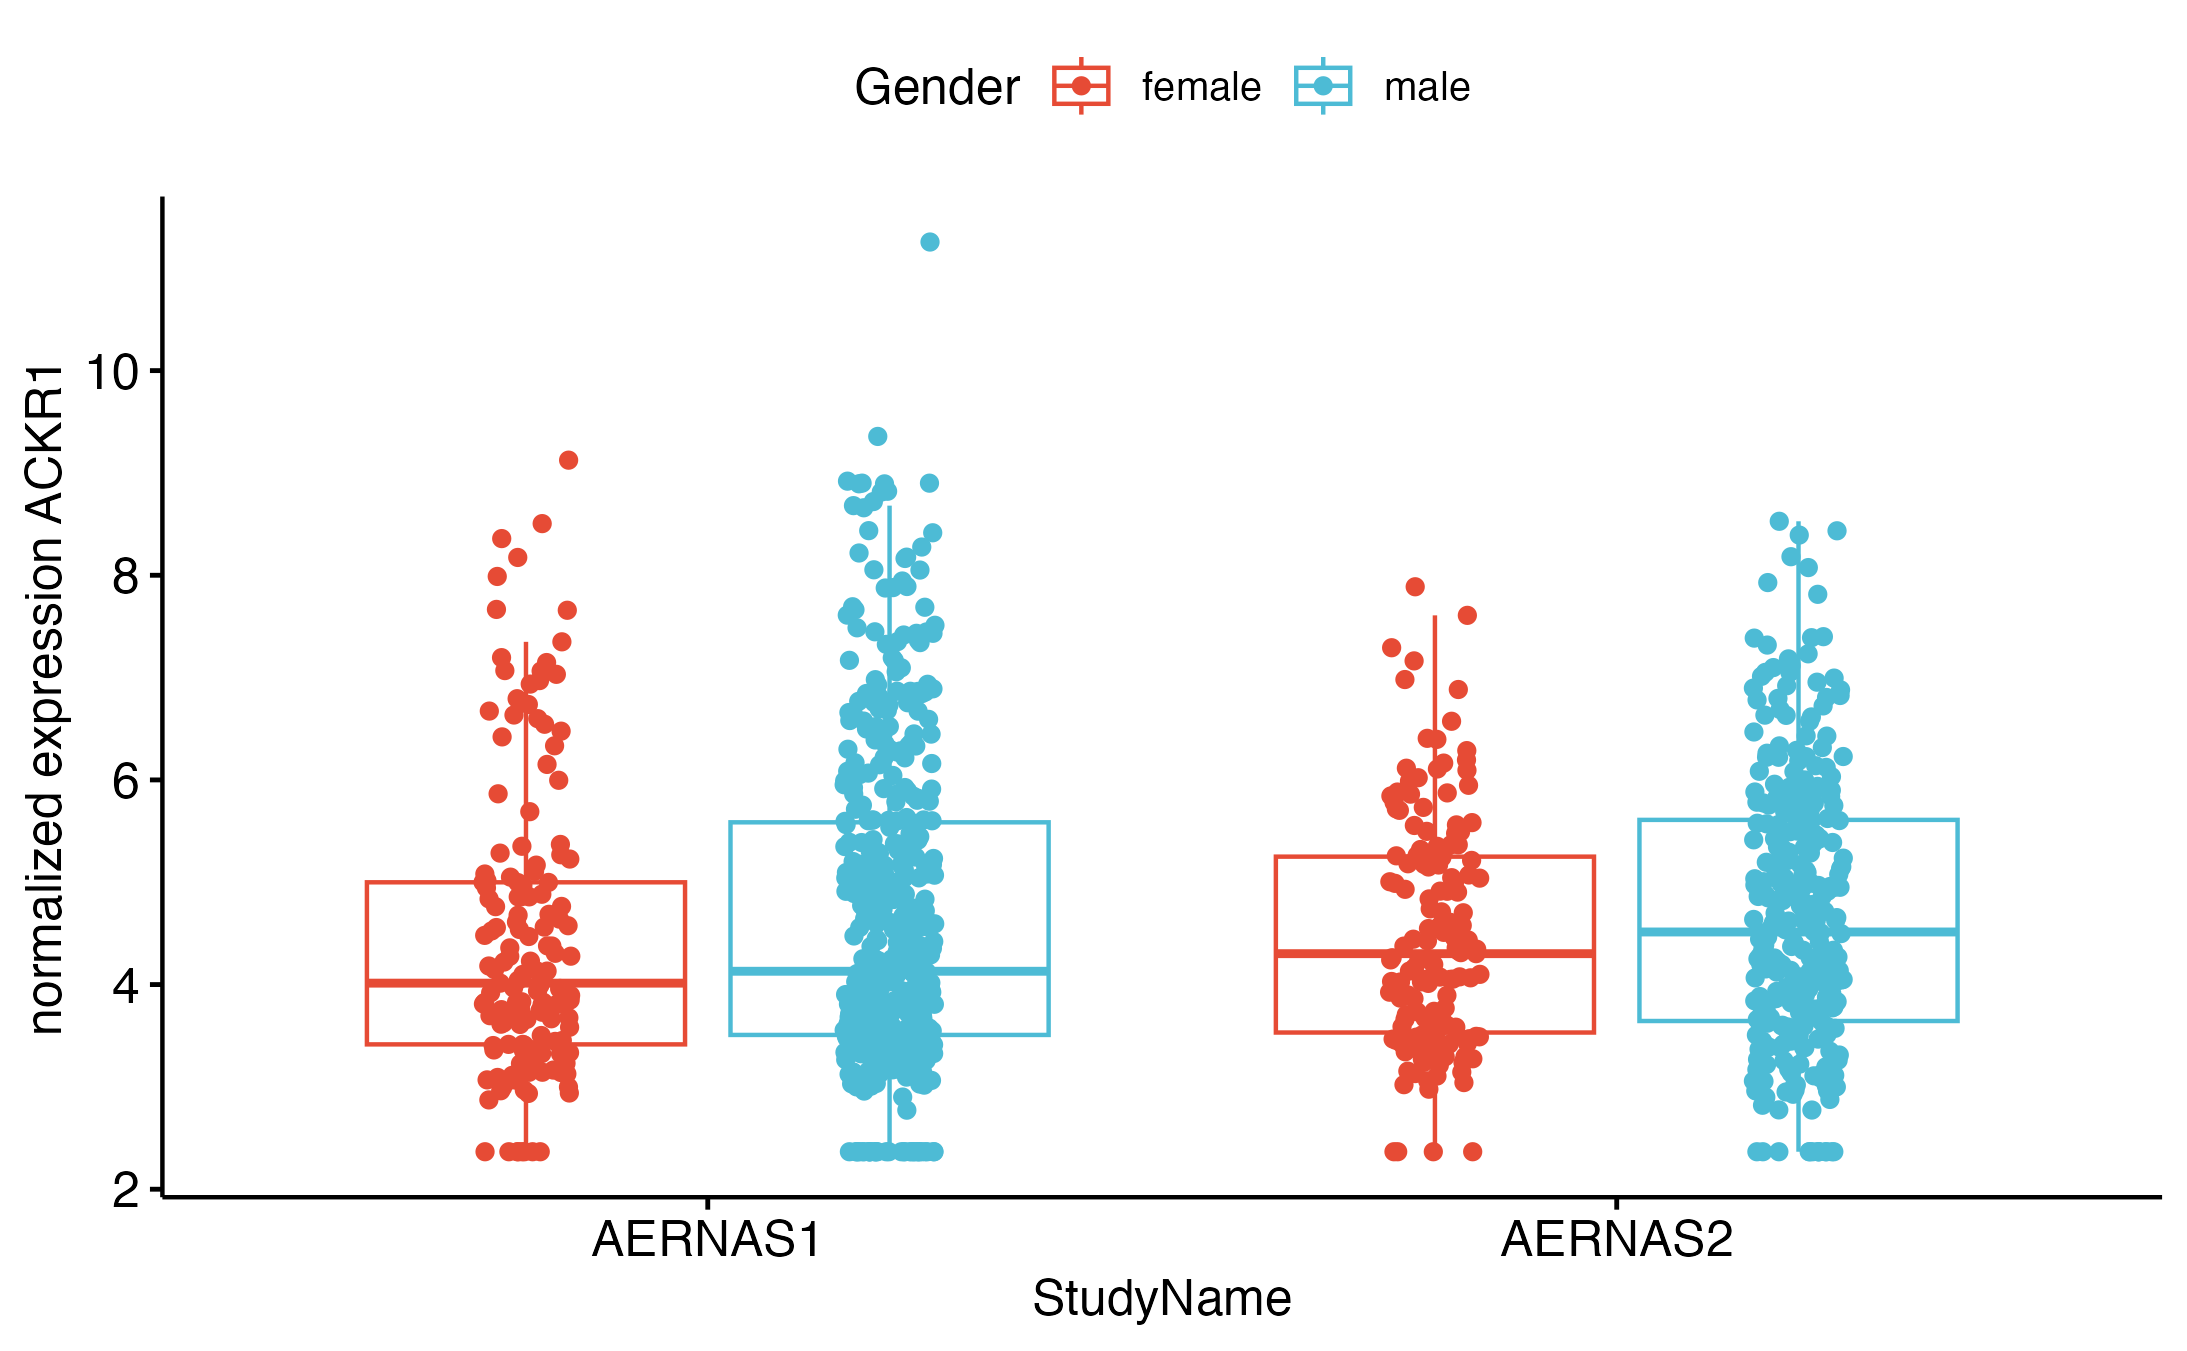 Gender female male
normalized expression ACKR1
10
8
6
4
2
AERNAS1 AERNAS2
StudyName